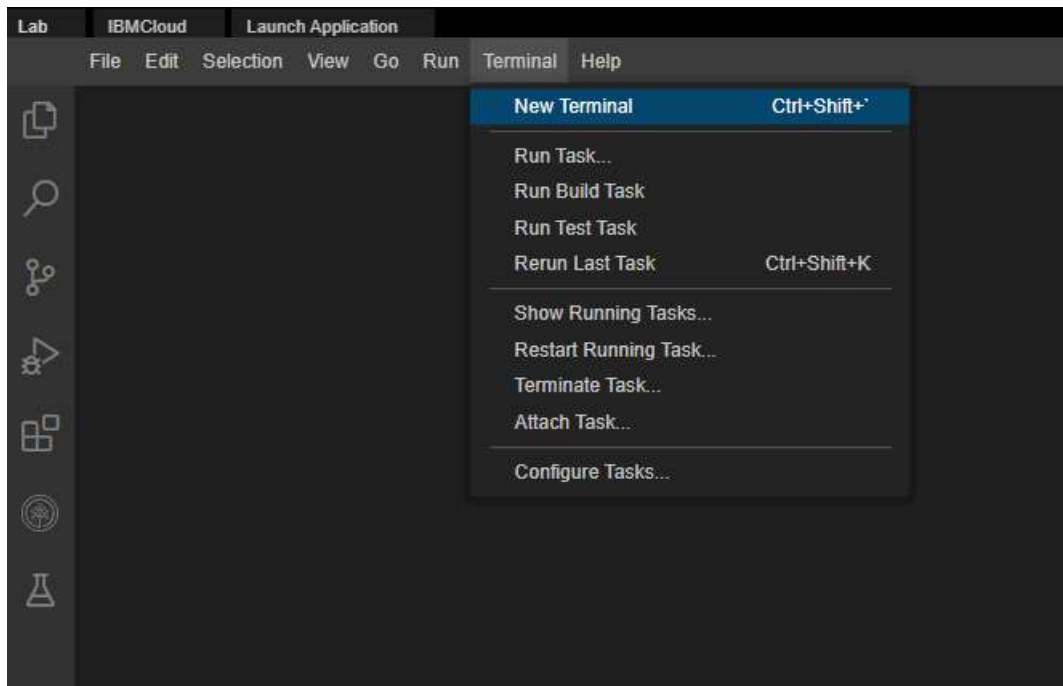 Lab IBMCloud Launch Application
File Edit Selection View Go Run Terminal Help
New Terminal Ctrl+Shift+`
Run Task...
Run Build Task
Run Test Task
Rerun Last Task Ctrl+Shift+K
Show Running Tasks...
Restart Running Task...
Terminate Task...
Attach Task...
Configure Tasks...